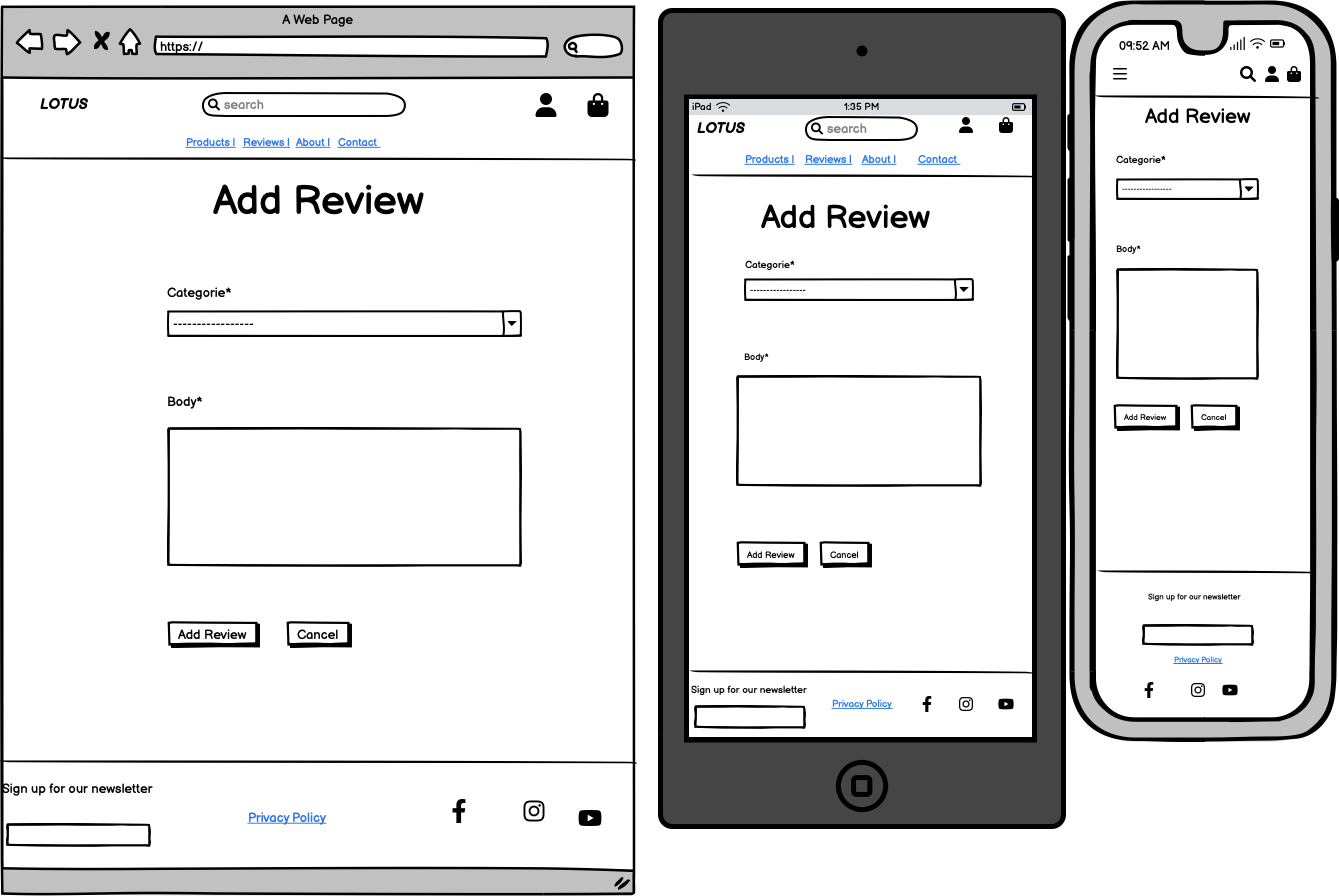 A Web Page
https://
LOTUS
search
Products | Reviews | About | Contact
Add Review
Categorie*
-----------------
Body*
Add Review Cancel
Sign up for our newsletter
Privacy Policy
iPad 1:35 PM
LOTUS
search
Products | Reviews | About | Contact
Add Review
Categorie*
-----------------
Body*
Add Review Cancel
Sign up for our newsletter
Privacy Policy
09:52 AM
Add Review
Categorie*
-----------------
Body*
Add Review Cancel
Sign up for our newsletter
Privacy Policy